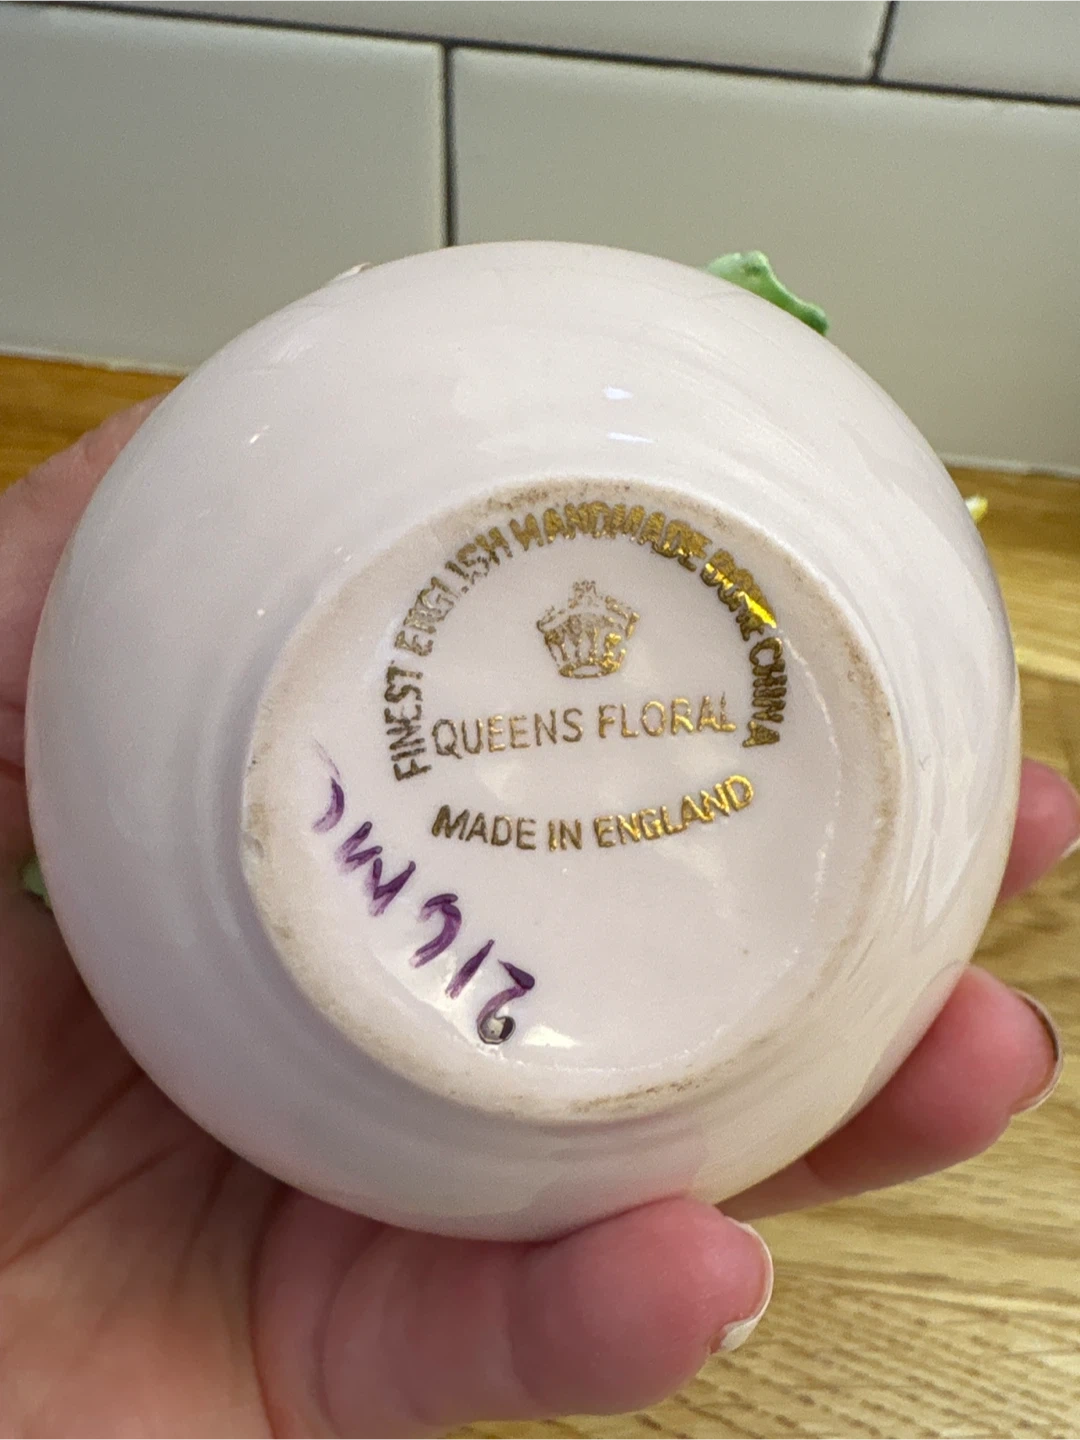 FINEST ENGLISH HANDMADE BONE CHINA
QUEENS FLORAL
MADE IN ENGLAND